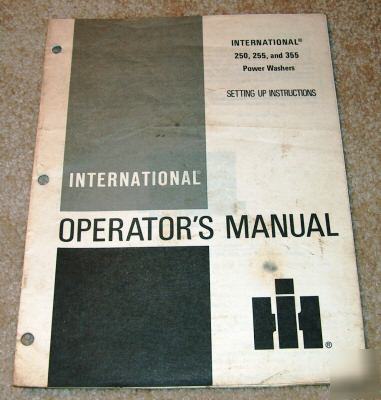 INTERNATIONAL®
250, 255, and 355
Power Washers
SETTING UP INSTRUCTIONS
INTERNATIONAL®
OPERATOR'S MANUAL
IH
®